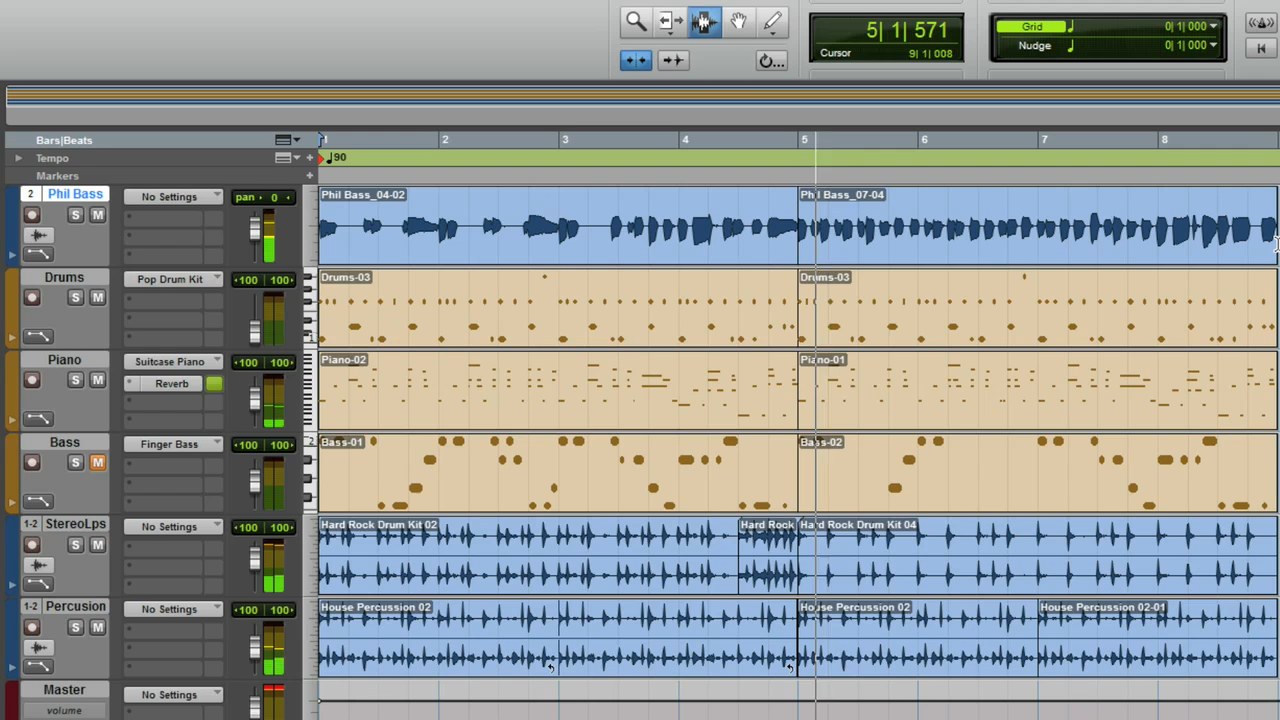 5| 1| 571
Cursor 9| 1| 008
Grid 0| 1| 000
Nudge 0| 1| 000
Bars|Beats 1 2 3 4 5 6 7 8
Tempo 90
Markers
2 Phil Bass No Settings pan 0 Phil Bass_04-02 Phil Bass_07-04
S M
Drums Pop Drum Kit 100 100 Drums-03 Drums-03
S M
1
Piano Suitcase Piano 100 100 Piano-02 Piano-01
S M Reverb
Bass Finger Bass 100 100 2 Bass-01 Bass-02
S M
1-2 StereoLps No Settings 100 100 Hard Rock Drum Kit 02 Hard Rock Hard Rock Drum Kit 04
S M
1-2 Percusion No Settings 100 100 House Percussion 02 House Percussion 02 House Percussion 02-01
S M
Master No Settings
volume